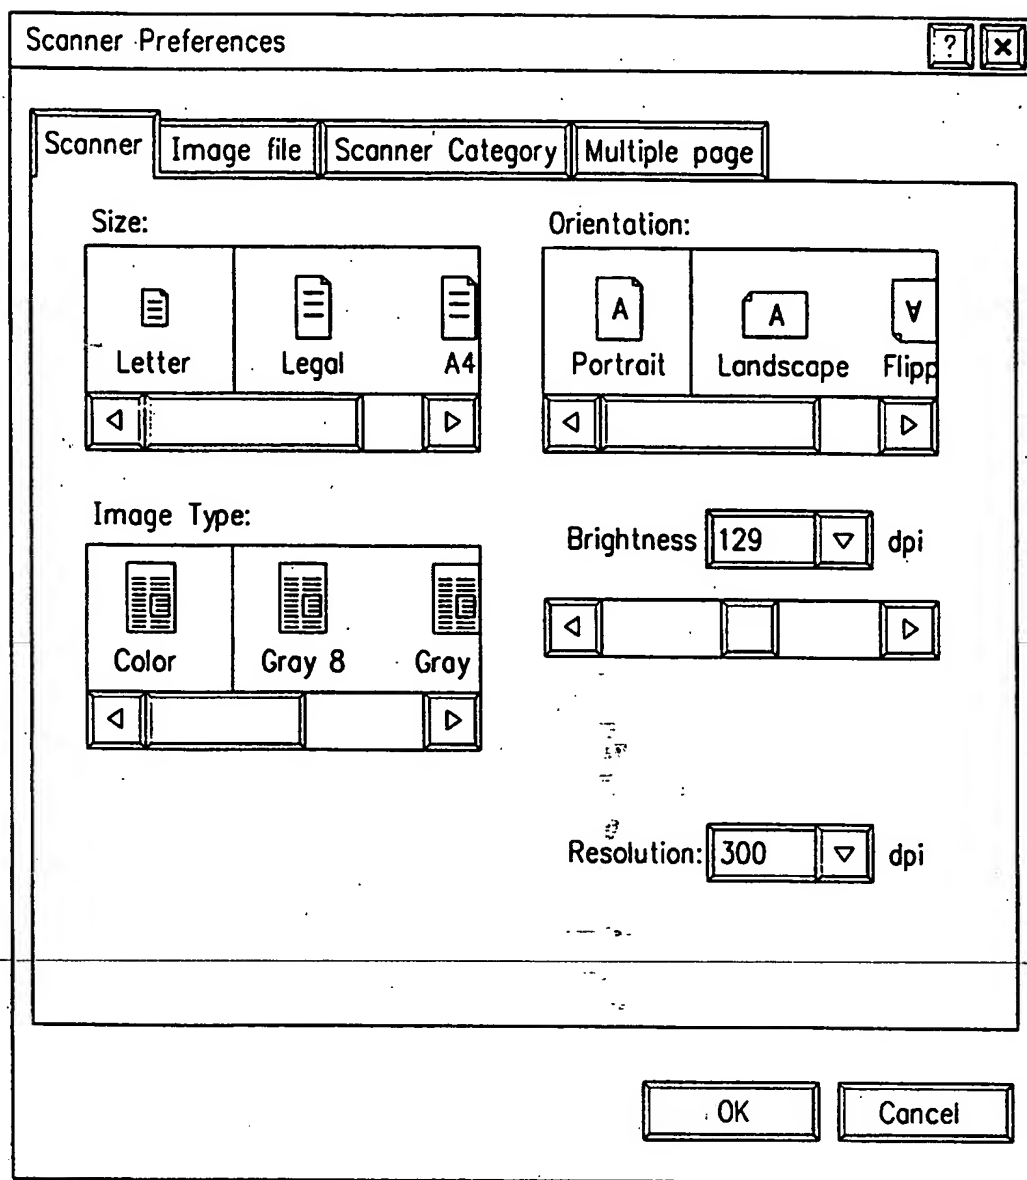 Scanner Preferences
?
Scanner
Image file
Scanner Category
Multiple page
Size:
Letter
Legal
A4
Orientation:
A
Portrait
A
Landscape
A
Flipp
Image Type:
Color
Gray 8
Gray
Brightness 129 dpi
Resolution: 300 dpi
OK
Cancel